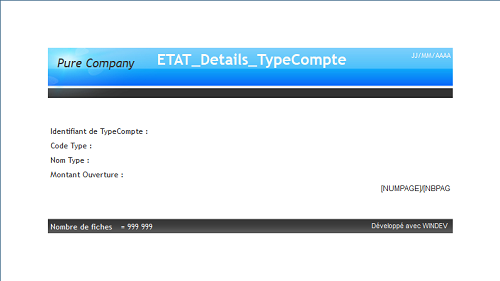 Pure Company ETAT_Details_TypeCompte JJ/MM/AAAA
Identifiant de TypeCompte :
Code Type :
Nom Type :
Montant Ouverture :
[NUMPAGE]/[NBPAG
Nombre de fiches = 999 999 Développé avec WINDEV